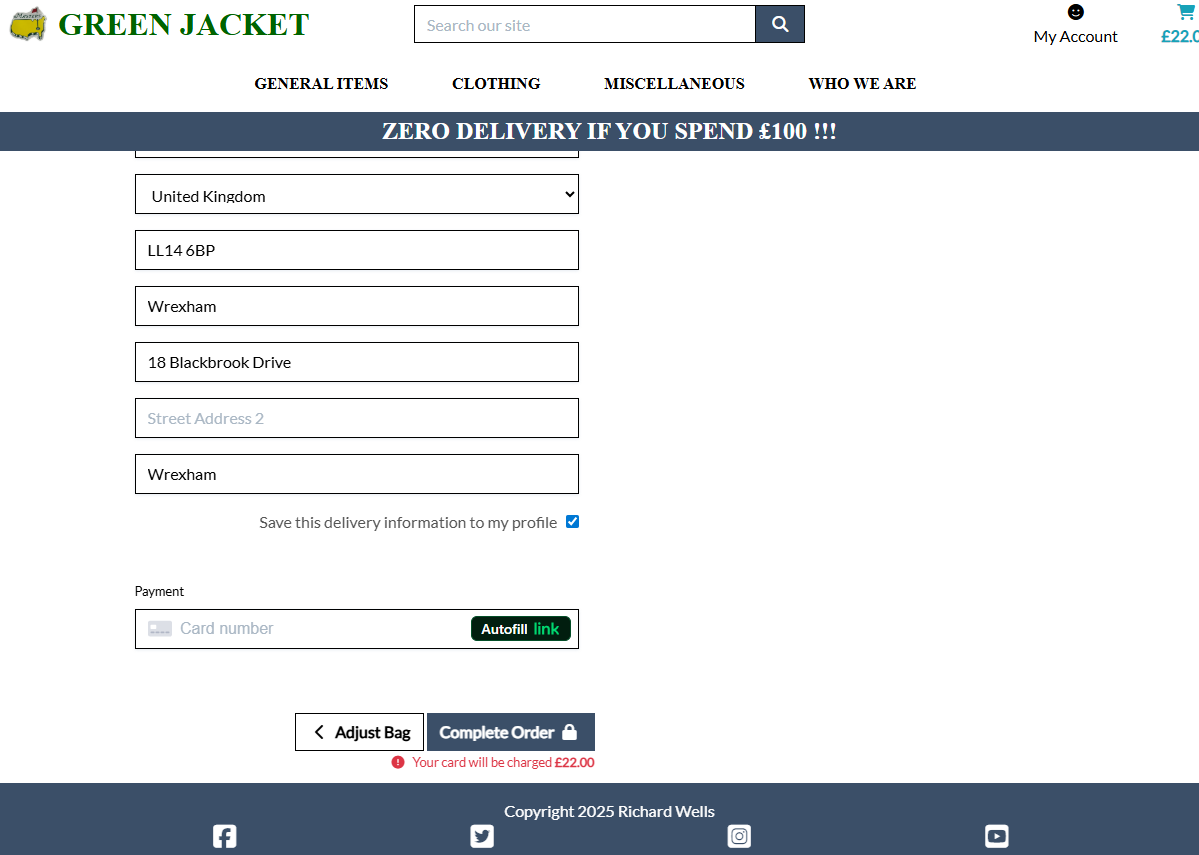 GREEN JACKET
Search our site
My Account
£22.0
GENERAL ITEMS
CLOTHING
MISCELLANEOUS
WHO WE ARE
ZERO DELIVERY IF YOU SPEND £100 !!!
United Kingdom
LL14 6BP
Wrexham
18 Blackbrook Drive
Street Address 2
Wrexham
Save this delivery information to my profile
Payment
Card number
Autofill link
Adjust Bag
Complete Order
Your card will be charged £22.00
Copyright 2025 Richard Wells